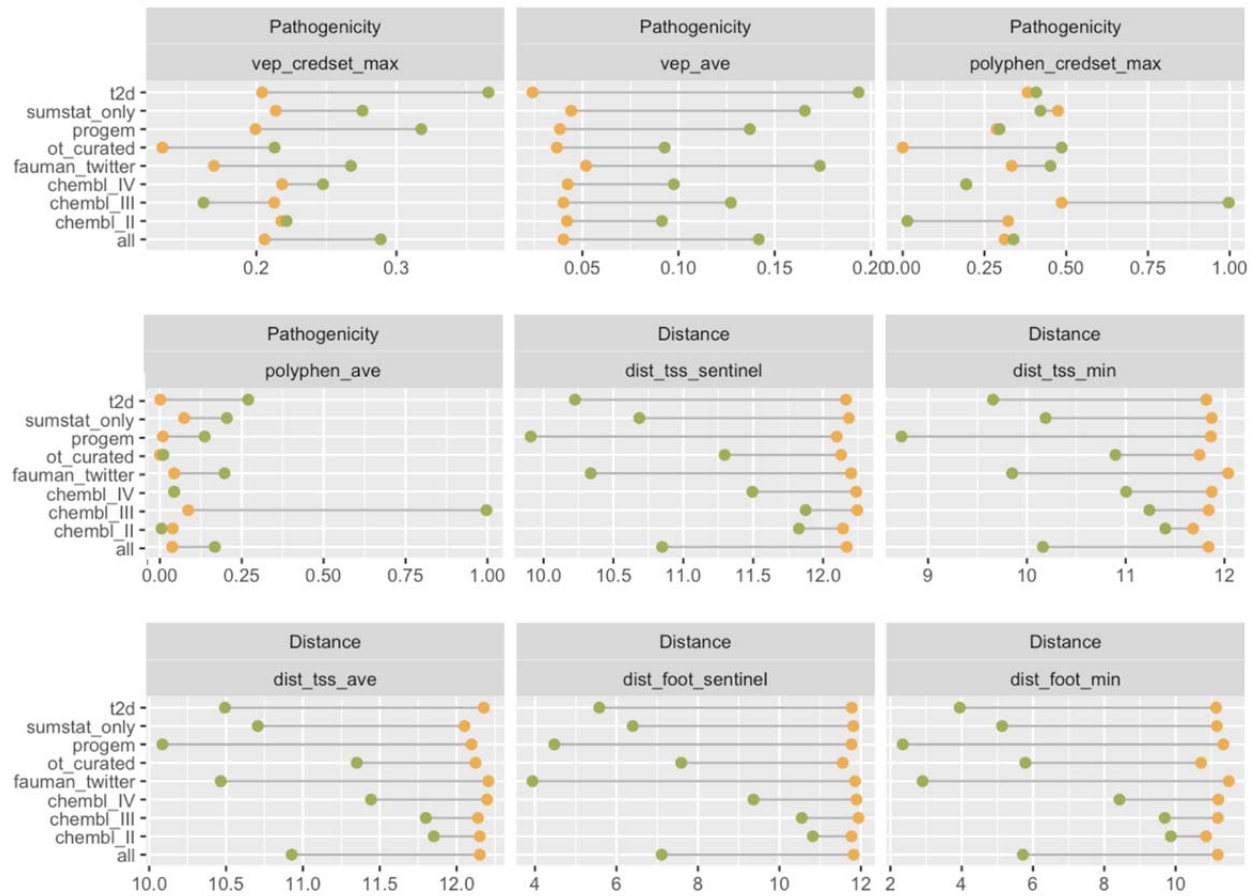 Pathogenicity Pathogenicity Pathogenicity
vep_credset_max vep_ave polyphen_credset_max
t2d
sumstat_only
progem
ot_curated
fauman_twitter
chembl_IV
chembl_III
chembl_II
all
0.2 0.3 0.05 0.10 0.15 0.20 0.00 0.25 0.50 0.75 1.00
Pathogenicity Distance Distance
polyphen_ave dist_tss_sentinel dist_tss_min
t2d
sumstat_only
progem
ot_curated
fauman_twitter
chembl_IV
chembl_III
chembl_II
all
0.00 0.25 0.50 0.75 1.00 10.0 10.5 11.0 11.5 12.0 9 10 11 12
Distance Distance Distance
dist_tss_ave dist_foot_sentinel dist_foot_min
t2d
sumstat_only
progem
ot_curated
fauman_twitter
chembl_IV
chembl_III
chembl_II
all
10.0 10.5 11.0 11.5 12.0 4 6 8 10 12 2 4 6 8 10